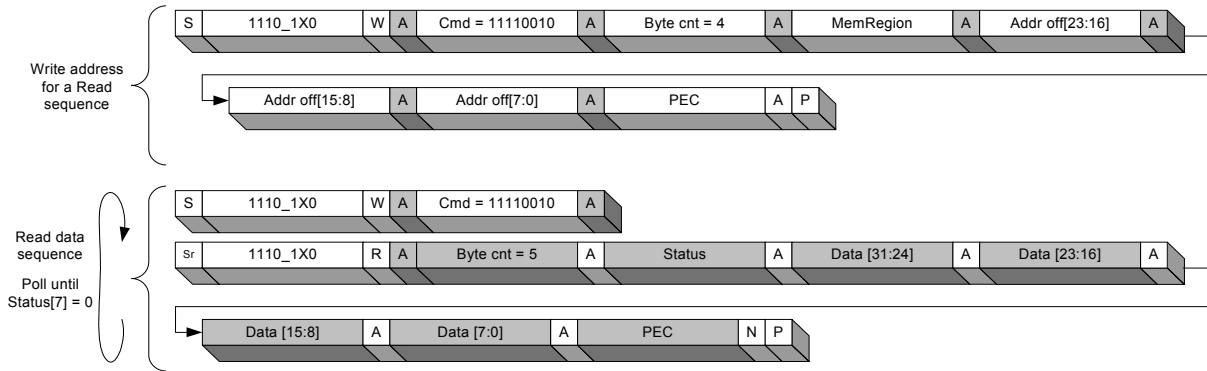 S 1110_1X0 W A Cmd = 11110010 A Byte cnt = 4 A MemRegion A Addr off[23:16] A
Write address
for a Read
sequence
Addr off[15:8] A Addr off[7:0] A PEC A P
S 1110_1X0 W A Cmd = 11110010 A
Read data
sequence
Poll until
Status[7] = 0
Sr 1110_1X0 R A Byte cnt = 5 A Status A Data [31:24] A Data [23:16] A
Data [15:8] A Data [7:0] A PEC N P